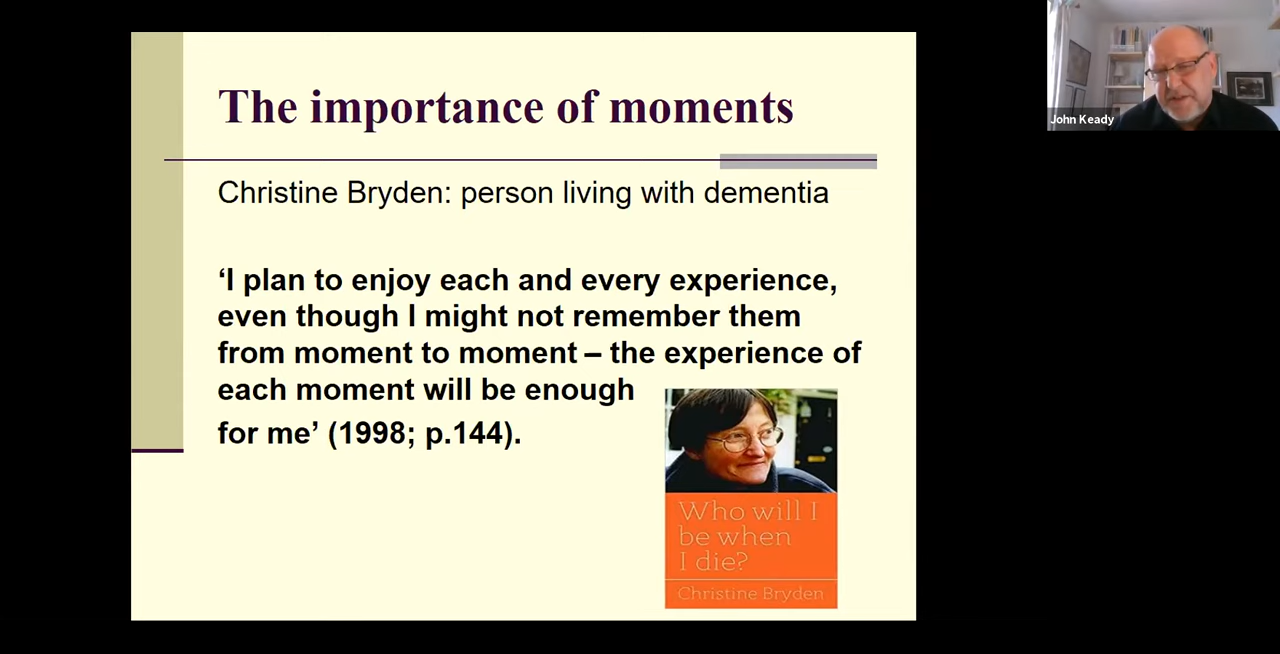 The importance of moments
Christine Bryden: person living with dementia
‘I plan to enjoy each and every experience,
even though I might not remember them
from moment to moment – the experience of
each moment will be enough
for me’ (1998; p.144).
Who will I
be when
I die?
Christine Bryden
John Keady